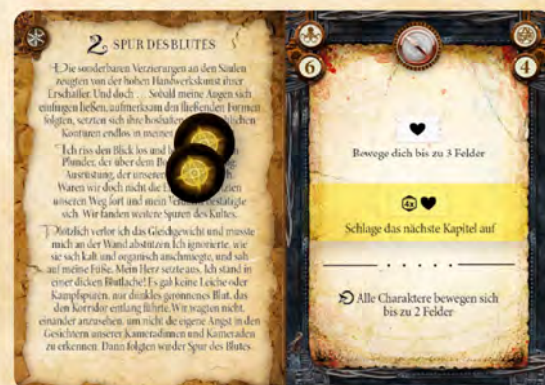 2. SPUR DES BLUTES
Die sonderbaren Verzierungen an den Säulen
zeugten von der hohen Handwerkskunst ihrer
Erschaffer. Und doch ... Sobald meine Augen sich
einfingen ließen, aufmerksam den fließenden Formen
folgten, setzten sich ihre boshaften
Konturen endlos in meinen
Ich riss den Blick los und
Plunder, der über dem
Ausrüstung, der unserer
Waren wir doch nicht die
unseren Weg fort und mein
sich. Wir fanden weitere Spuren des Kultes.
Plötzlich verlor ich das Gleichgewicht und musste
mich an der Wand abstützen. Ich ignorierte, wie
sie sich kalt und organisch anschmiegte, und sah
auf meine Füße. Mein Herz setzte aus. Ich stand in
einer dicken Blutlache! Es gab keine Leiche oder
Kampfspuren, nur dunkles geronnenes Blut, das
den Korridor entlang führte. Wir wagten nicht,
einander anzusehen, um nicht die eigene Angst in den
Gesichtern unserer Kameradinnen und Kameraden
zu erkennen. Dann folgten wir der Spur des Blutes.
6
4
Bewege dich bis zu 3 Felder
4x
Schlage das nächste Kapitel auf
Alle Charaktere bewegen sich
bis zu 2 Felder